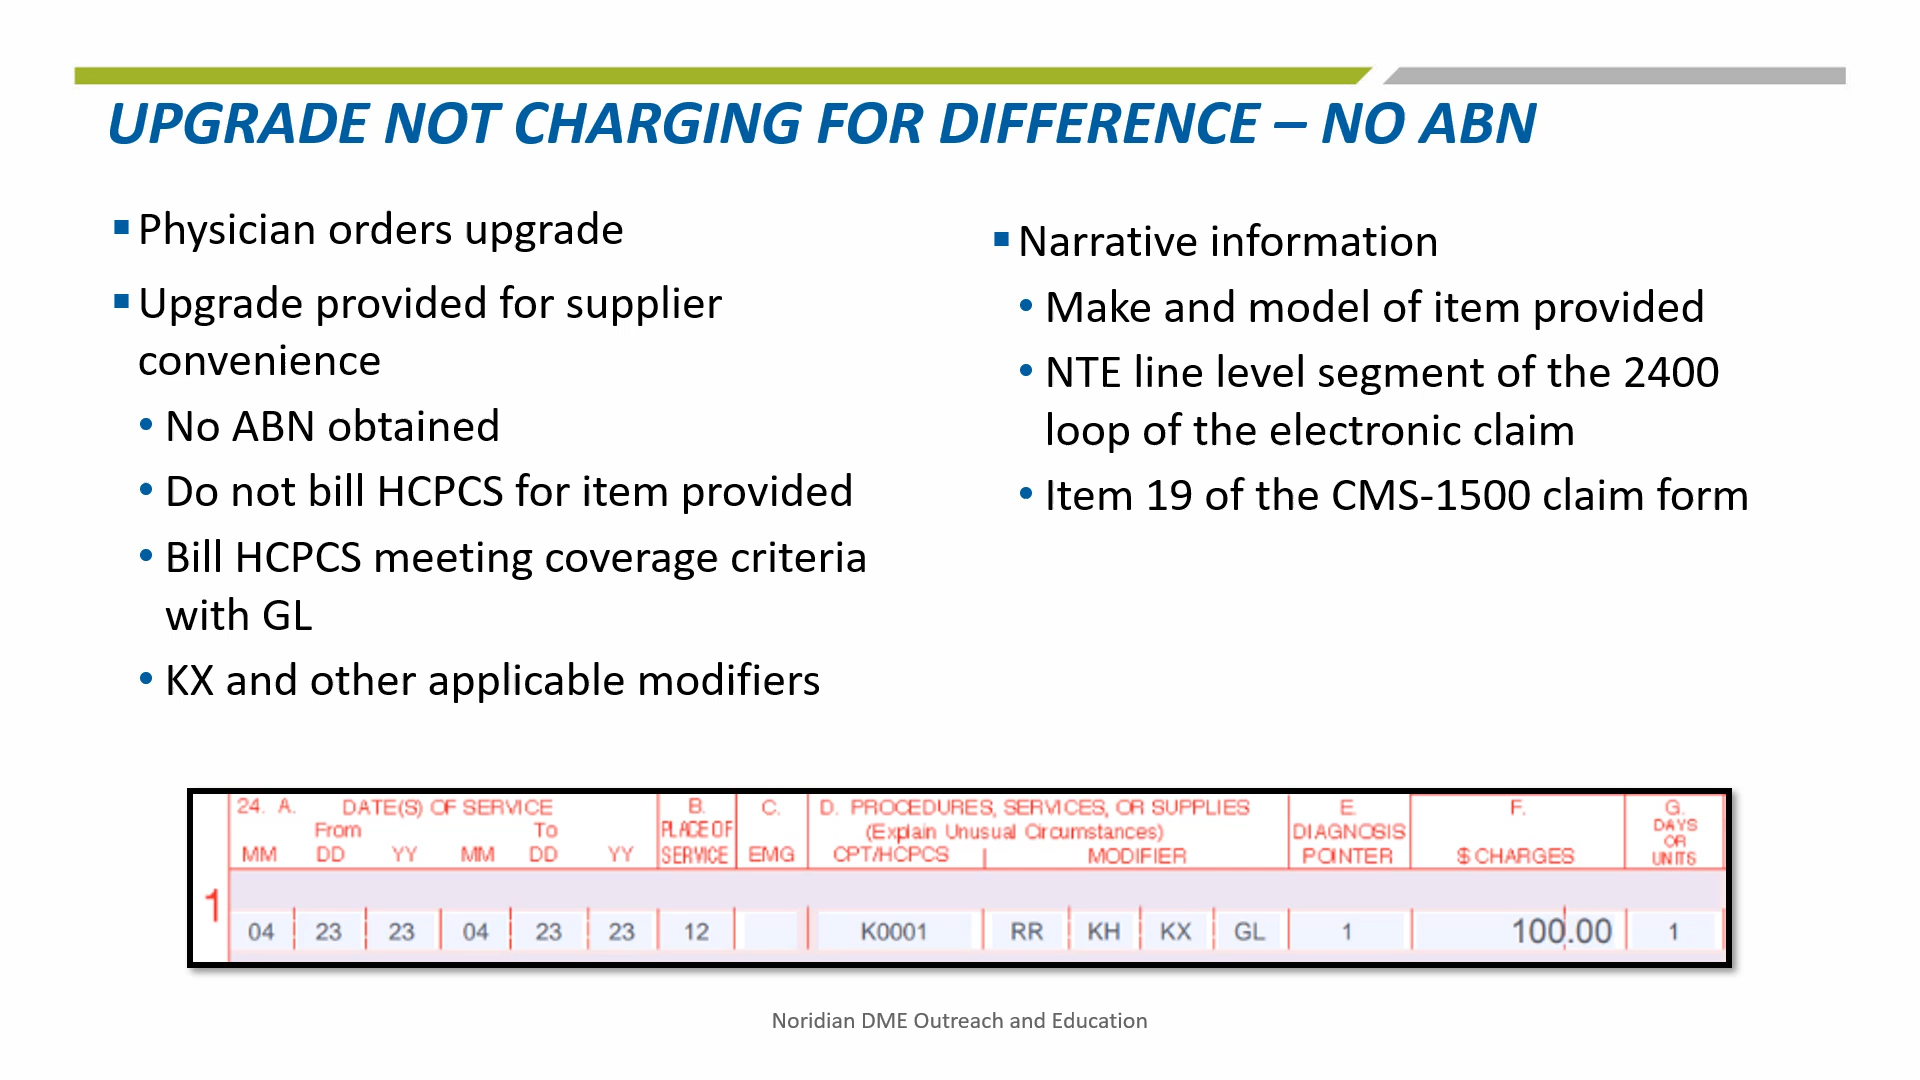 UPGRADE NOT CHARGING FOR DIFFERENCE – NO ABN
Physician orders upgrade
Upgrade provided for supplier
convenience
No ABN obtained
Do not bill HCPCS for item provided
Bill HCPCS meeting coverage criteria
with GL
KX and other applicable modifiers
Narrative information
Make and model of item provided
NTE line level segment of the 2400
loop of the electronic claim
Item 19 of the CMS-1500 claim form
24. A. DATE(S) OF SERVICE B. C. D. PROCEDURES, SERVICES, OR SUPPLIES E. F. G.
From To PLACE OF (Explain Unusual Circumstances) DIAGNOSIS DAYS OR
MM DD YY MM DD YY SERVICE EMG CPT/HCPCS MODIFIER POINTER $ CHARGES UNITS
1 04 23 23 04 23 23 12 K0001 RR KH KX GL 1 100.00 1
Noridian DME Outreach and Education